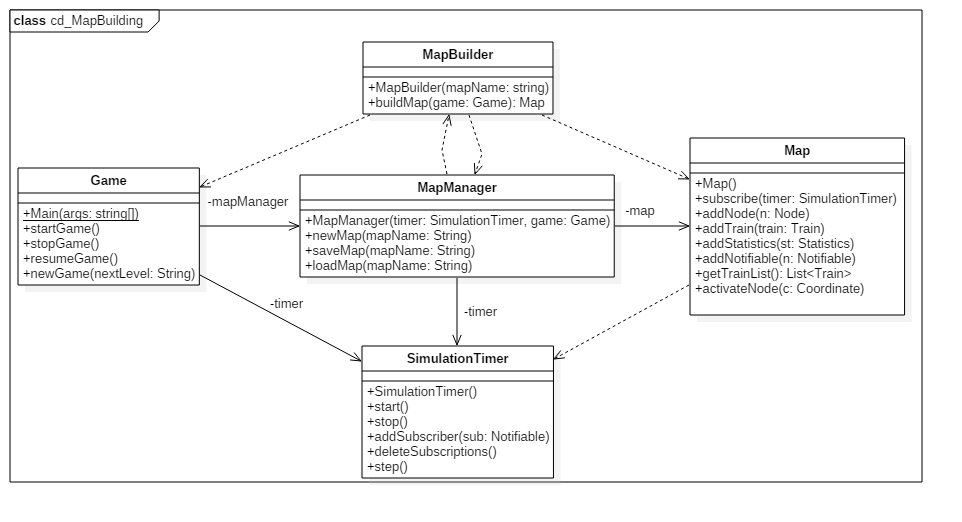 class cd_MapBuilding
MapBuilder
+MapBuilder(mapName: string)
+buildMap(game: Game): Map
Game
+Main(args: string[])
+startGame()
+stopGame()
+resumeGame()
+newGame(nextLevel: String)
-mapManager
MapManager
+MapManager(timer: SimulationTimer, game: Game)
+newMap(mapName: String)
+saveMap(mapName: String)
+loadMap(mapName: String)
-map
Map
+Map()
+subscribe(timer: SimulationTimer)
+addNode(n: Node)
+addTrain(train: Train)
+addStatistics(st: Statistics)
+addNotifiable(n: Notifiable)
+getTrainList(): List<Train>
+activateNode(c: Coordinate)
-timer
-timer
SimulationTimer
+SimulationTimer()
+start()
+stop()
+addSubscriber(sub: Notifiable)
+deleteSubscriptions()
+step()